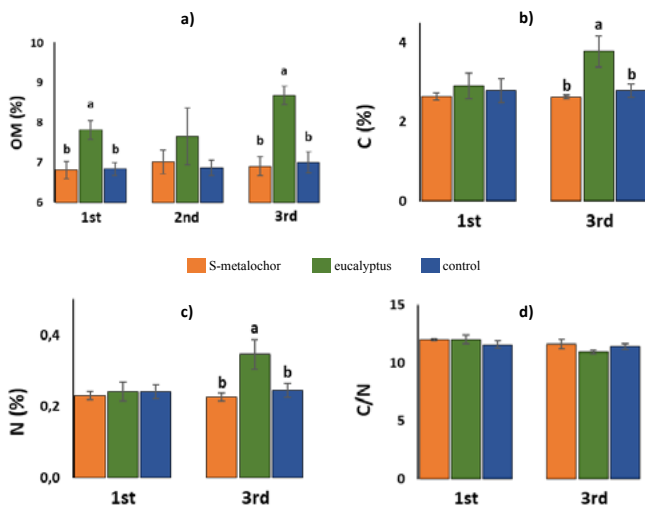 a)
10
9
8
7
6
OM (%)
b a b
a
b b
1st 2nd 3rd
b)
4
2
0
C (%)
a
b b
1st 3rd
S-metalochor eucalyptus control
c)
0,4
0,2
0,0
N (%)
a
b b
1st 3rd
d)
15
10
5
0
C/N
1st 3rd